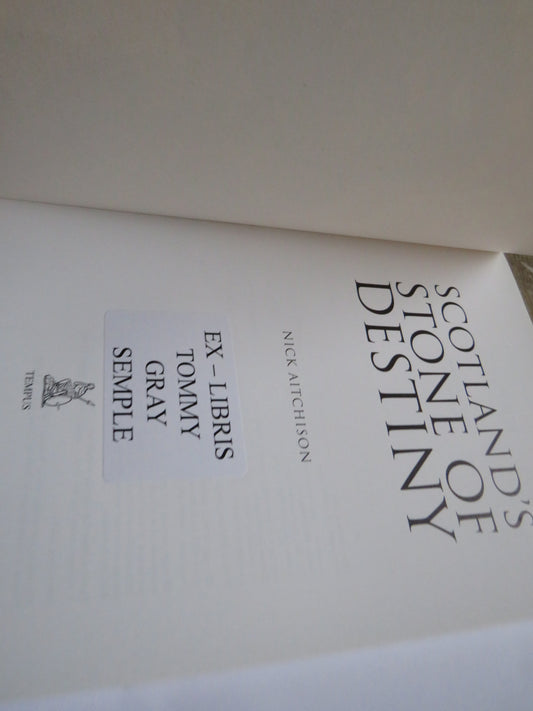 SCOTLAND'S
STONE OF
DESTINY
NICK AITCHISON
EX – LIBRIS
TOMMY
GRAY
SEMPLE
TEMPUS